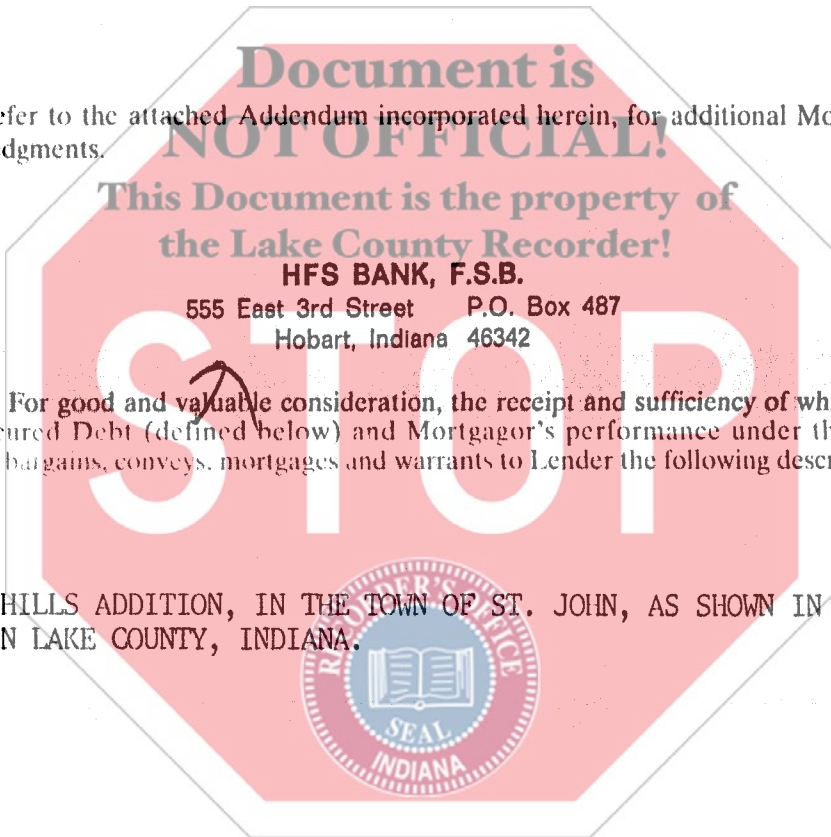 Document is
efer to the attached Addendum incorporated herein, for additional Mo
dgments.
NOT OFFICIAL!
This Document is the property of
the Lake County Recorder!
HFS BANK, F.S.B.
555 East 3rd Street P.O. Box 487
Hobart, Indiana 46342
STOP
For good and valuable consideration, the receipt and sufficiency of wh
ured Debt (defined below) and Mortgagor's performance under th
bargains, conveys, mortgages and warrants to Lender the following descr
HILLS ADDITION, IN THE TOWN OF ST. JOHN, AS SHOWN IN
N LAKE COUNTY, INDIANA.
RECORDER'S OFFICE
SEAL
INDIANA